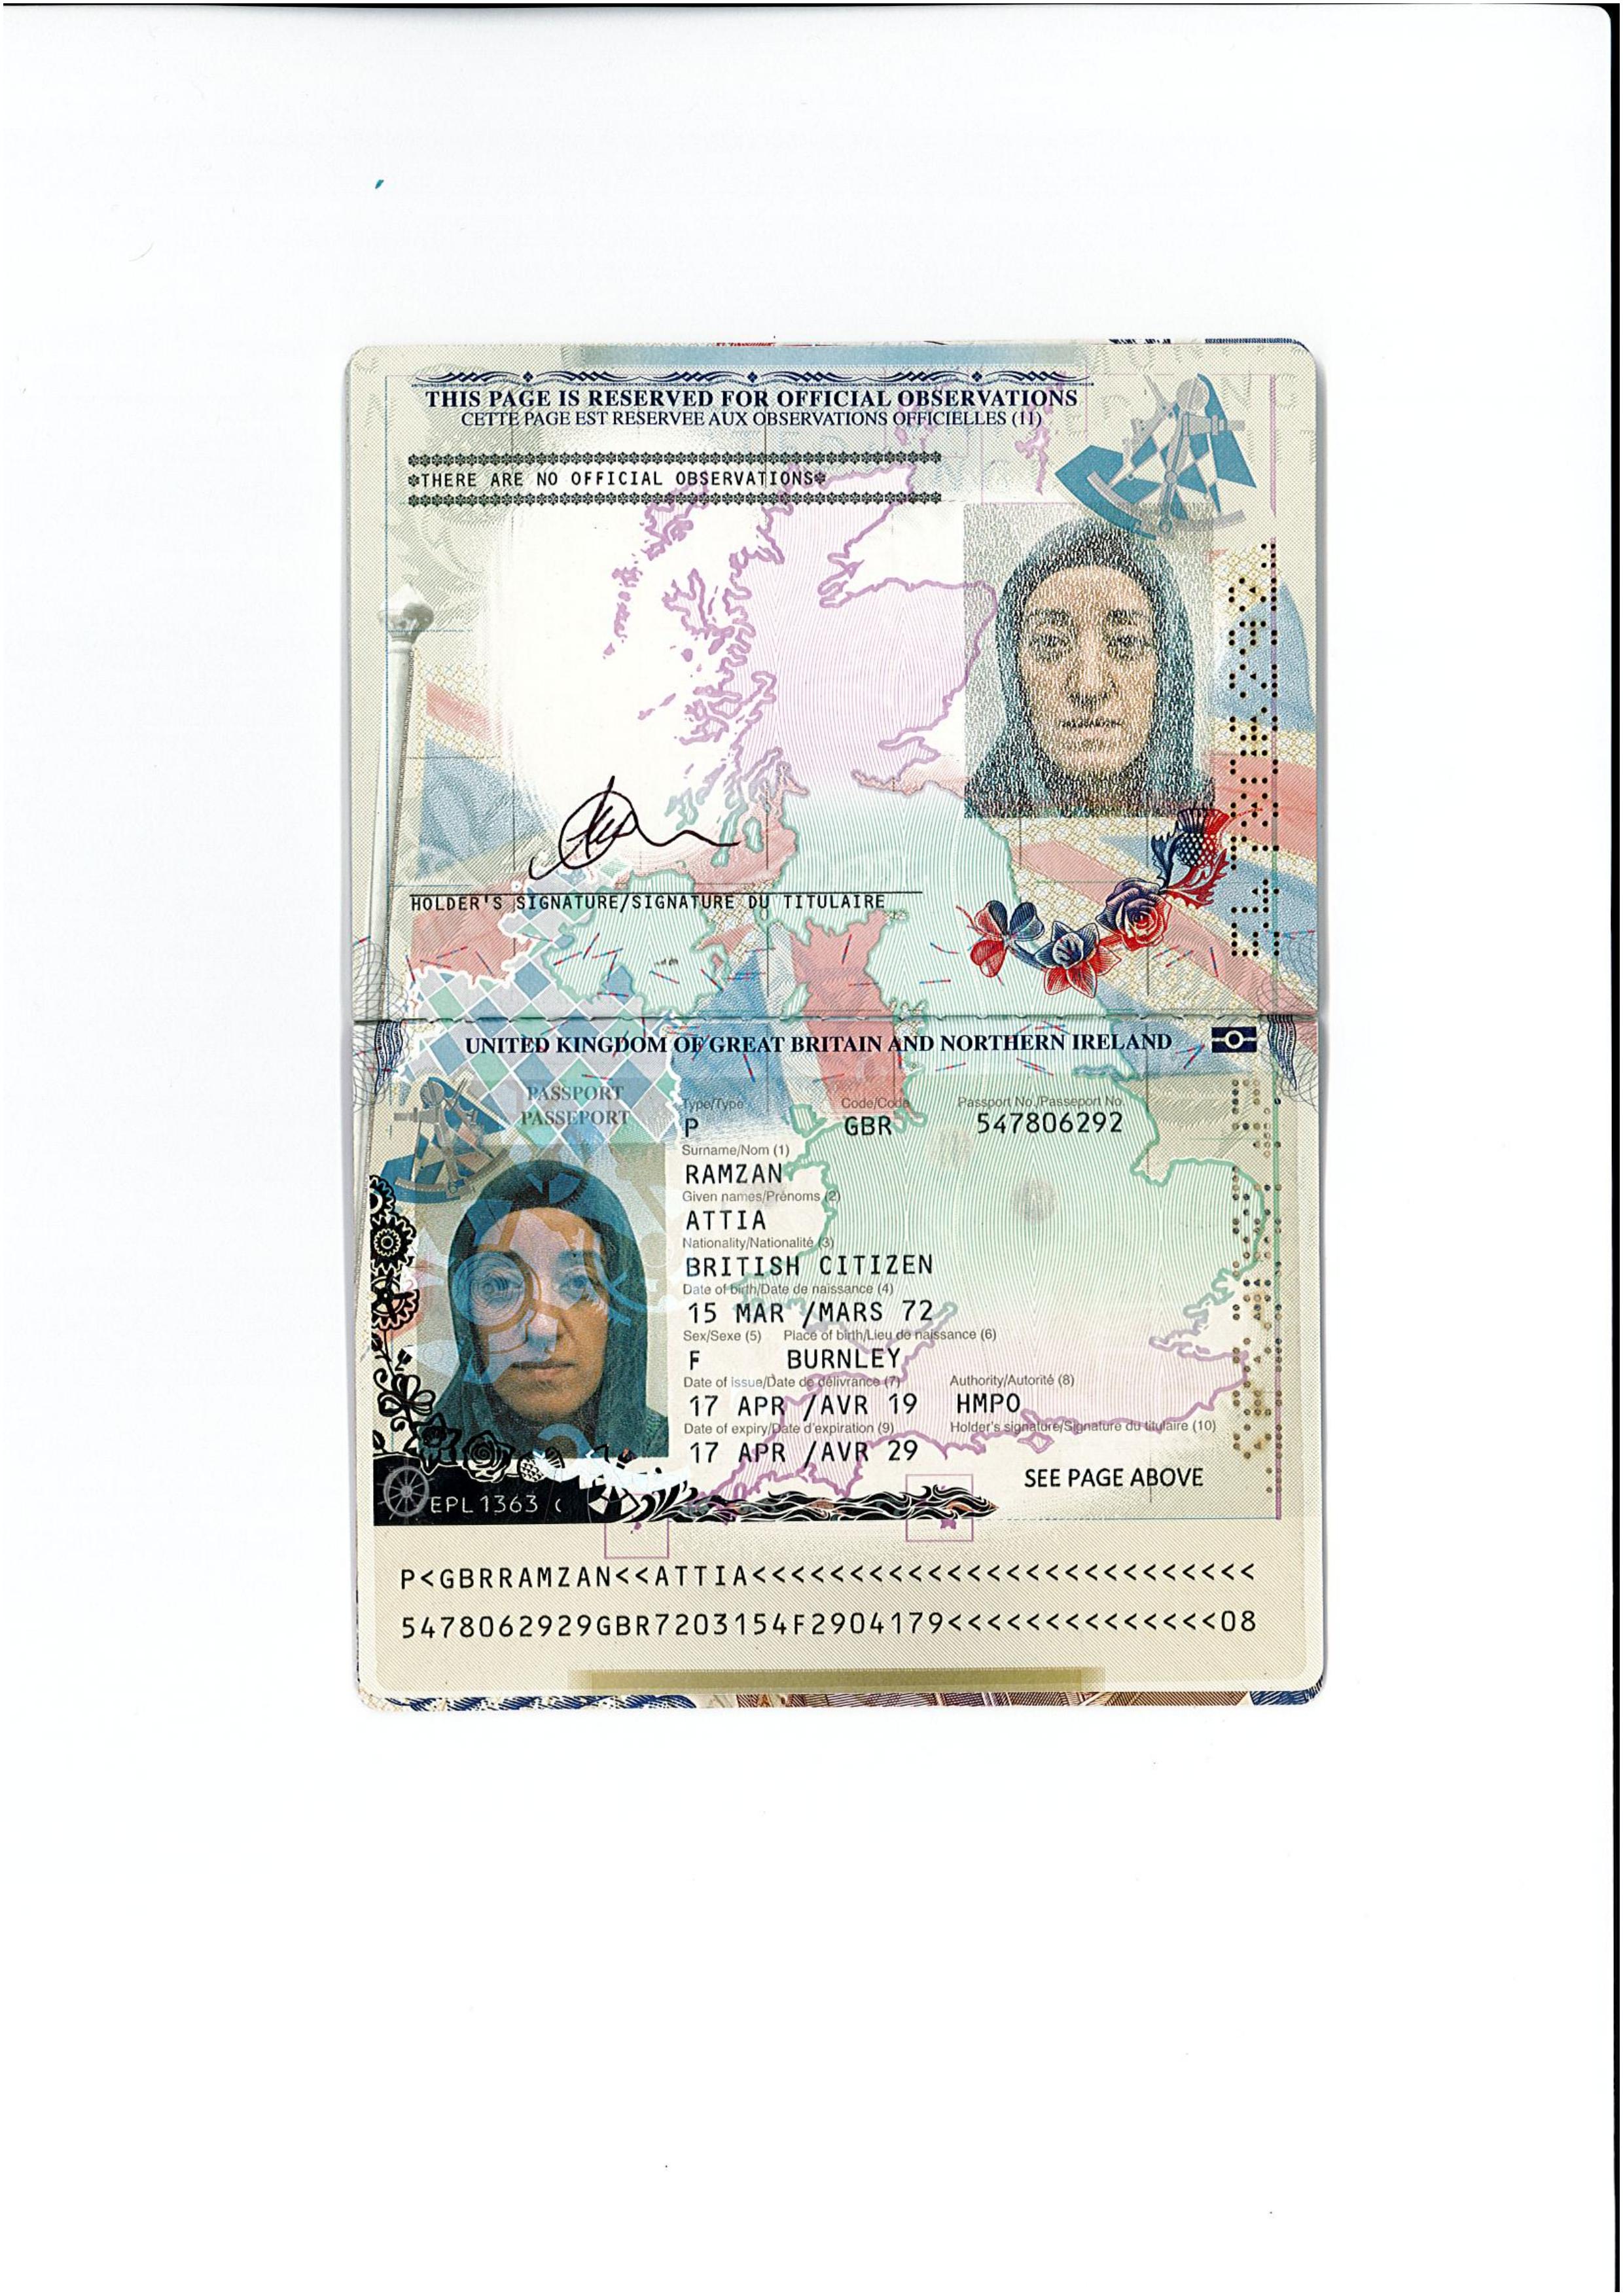 THIS PAGE IS RESERVED FOR OFFICIAL OBSERVATIONS
CETTE PAGE EST RESERVEE AUX OBSERVATIONS OFFICIELLES (11)
*THERE ARE NO OFFICIAL OBSERVATIONS*
HOLDER'S SIGNATURE/SIGNATURE DU TITULAIRE
UNITED KINGDOM OF GREAT BRITAIN AND NORTHERN IRELAND
PASSPORT
PASSEPORT
Type/Type Code/Code Passport No./Passeport No.
P GBR 547806292
Surname/Nom (1)
RAMZAN
Given names/Prénoms (2)
ATTIA
Nationality/Nationalité (3)
BRITISH CITIZEN
Date of birth/Date de naissance (4)
15 MAR /MARS 72
Sex/Sexe (5) Place of birth/Lieu de naissance (6)
F BURNLEY
Date of issue/Date de délivrance (7) Authority/Autorité (8)
17 APR /AVR 19 HMPO
Date of expiry/Date d'expiration (9) Holder's signature/Signature du titulaire (10)
17 APR /AVR 29
SEE PAGE ABOVE
EPL1363
P<GBRRAMZAN<<ATTIA<<<<<<<<<<<<<<<<<<<<<<<<<<
5478062929GBR7203154F2904179<<<<<<<<<<<<<<08